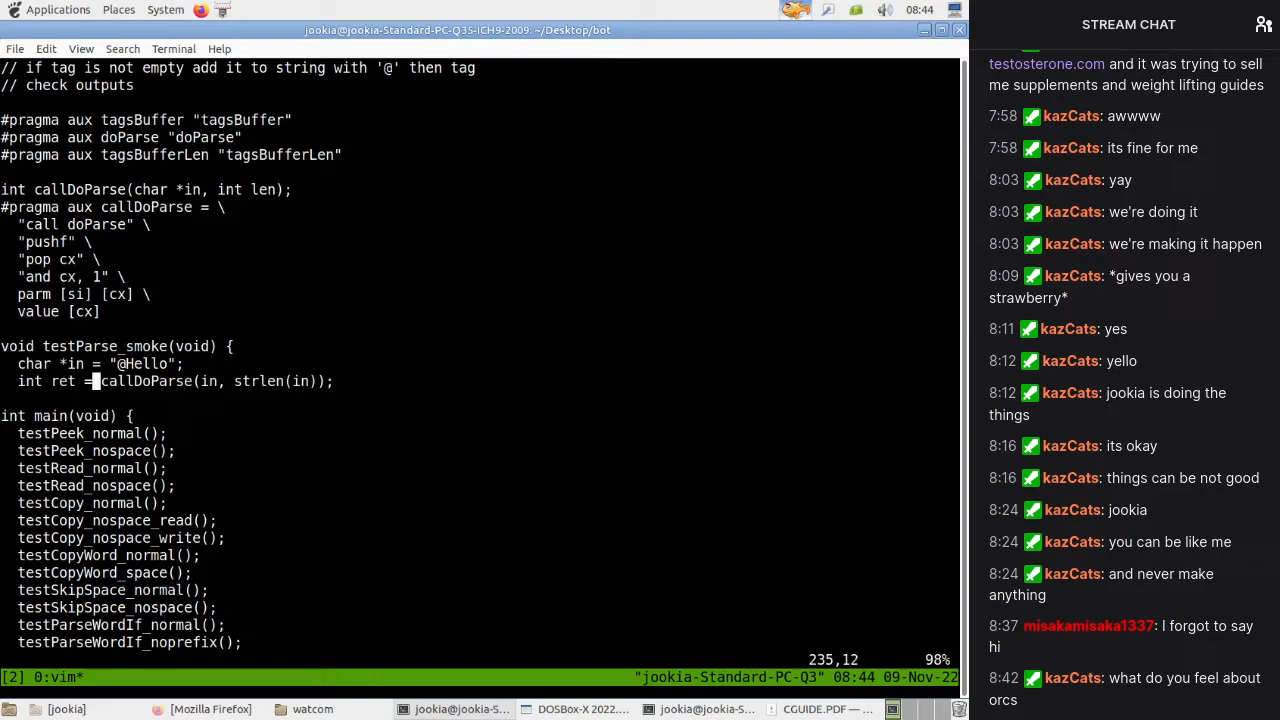 Applications Places System 08:44
jookia@jookia-Standard-PC-Q35-ICH9-2009: ~/Desktop/bot
File Edit View Search Terminal Help
// if tag is not empty add it to string with '@' then tag
// check outputs
#pragma aux tagsBuffer "tagsBuffer"
#pragma aux doParse "doParse"
#pragma aux tagsBufferLen "tagsBufferLen"
int callDoParse(char *in, int len);
#pragma aux callDoParse = \
"call doParse" \
"pushf" \
"pop cx" \
"and cx, 1" \
parm [si] [cx] \
value [cx]
void testParse_smoke(void) {
char *in = "@Hello";
int ret = callDoParse(in, strlen(in));
int main(void) {
testPeek_normal();
testPeek_nospace();
testRead_normal();
testRead_nospace();
testCopy_normal();
testCopy_nospace_read();
testCopy_nospace_write();
testCopyWord_normal();
testCopyWord_space();
testSkipSpace_normal();
testSkipSpace_nospace();
testParseWordIf_normal();
testParseWordIf_noprefix();
235,12 98%
[2] 0:vim* "jookia-Standard-PC-Q3" 08:44 09-Nov-22
[jookia] [Mozilla Firefox] watcom jookia@jookia-S... DOSBox-X 2022.... jookia@jookia-S... CGUIDE.PDF — ...
STREAM CHAT
testosterone.com and it was trying to sell
me supplements and weight lifting guides
7:58 kazCats: awwww
7:58 kazCats: its fine for me
8:03 kazCats: yay
8:03 kazCats: we're doing it
8:03 kazCats: we're making it happen
8:09 kazCats: *gives you a
strawberry*
8:11 kazCats: yes
8:12 kazCats: yello
8:12 kazCats: jookia is doing the
things
8:16 kazCats: its okay
8:16 kazCats: things can be not good
8:24 kazCats: jookia
8:24 kazCats: you can be like me
8:24 kazCats: and never make
anything
8:37 misakamisaka1337: I forgot to say
hi
8:42 kazCats: what do you feel about
orcs